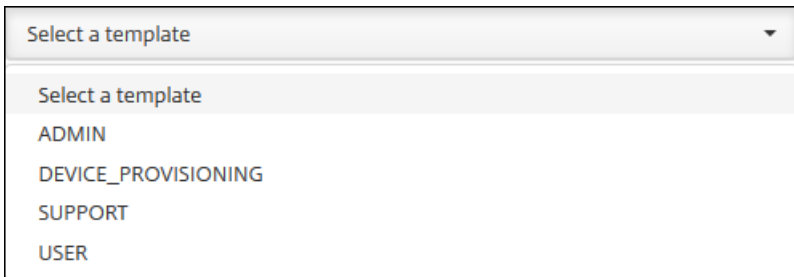 Select a template
Select a template
ADMIN
DEVICE_PROVISIONING
SUPPORT
USER